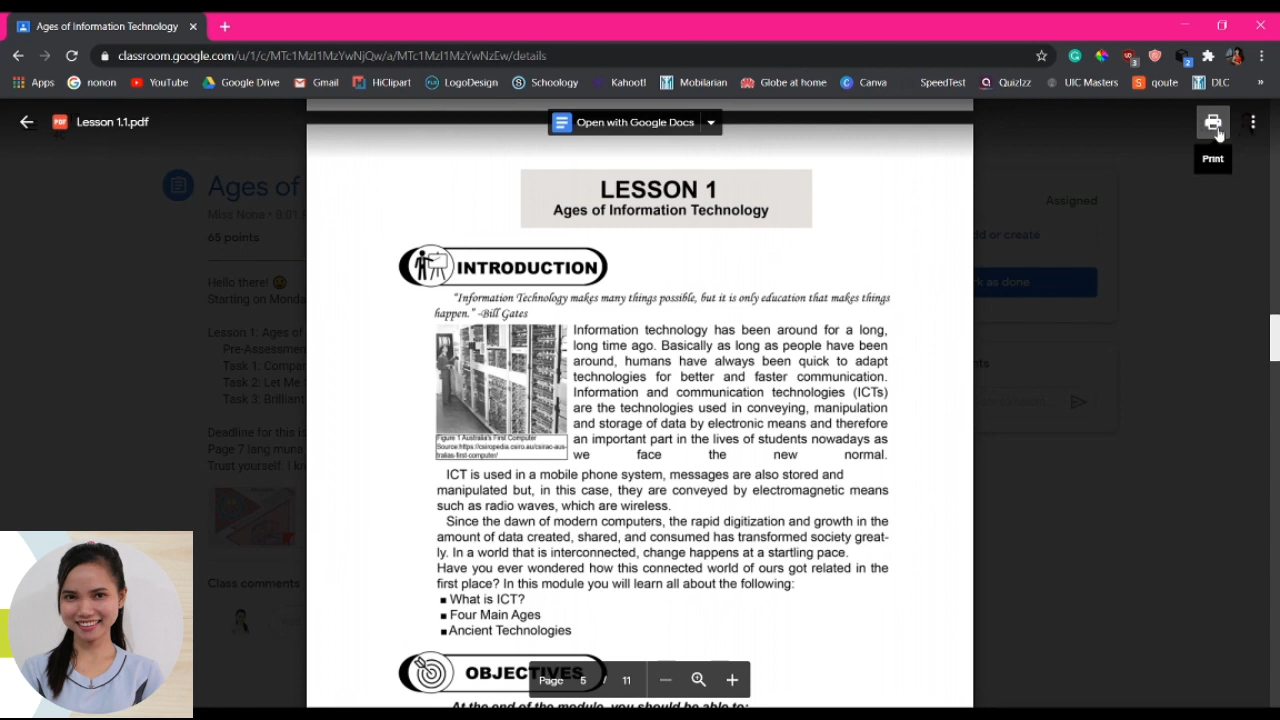 Ages of Information Technology
classroom.google.com/u/1/c/MTc1MzI1MzYwNjQw/a/MTc1MzI1MzYwNzEw/details
3
2
Apps
nonon
YouTube
Google Drive
Gmail
HiClipart
LogoDesign
Schoology
Kahoot!
Mobilarian
Globe at home
Canva
SpeedTest
QuizIzz
UIC Masters
qoute
DLC
»
PDF
Lesson 1.1.pdf
Open with Google Docs
Print
Ages of
Miss Nona • 8:01 A
65 points
Assigned
dd or create
k as done
Hello there!
Starting on Monda
Lesson 1: Ages of
Pre-Assessmen
Task 1. Compa
Task 2: Let Me
Task 3; Brilliant
Deadline for this is
Page 7 lang muna
Trust yourself. I k
Class comments
LESSON 1
Ages of Information Technology
INTRODUCTION
"Information Technology makes many things possible, but it is only education that makes things
happen." -Bill Gates
Information technology has been around for a long,
long time ago. Basically as long as people have been
around, humans have always been quick to adapt
technologies for better and faster communication.
Information and communication technologies (ICTs)
are the technologies used in conveying, manipulation
and storage of data by electronic means and therefore
an important part in the lives of students nowadays as
we face the new normal.
Figure 1 Australia's First Computer
Source:https://csiropedia.csiro.au/csirac-aus-
tralias-first-computer/
ICT is used in a mobile phone system, messages are also stored and
manipulated but, in this case, they are conveyed by electromagnetic means
such as radio waves, which are wireless.
Since the dawn of modern computers, the rapid digitization and growth in the
amount of data created, shared, and consumed has transformed society great-
ly. In a world that is interconnected, change happens at a startling pace.
Have you ever wondered how this connected world of ours got related in the
first place? In this module you will learn all about the following:
■ What is ICT?
■ Four Main Ages
■ Ancient Technologies
OBJECTIVES
Page 5 / 11
At the end of the module, you should be able to: